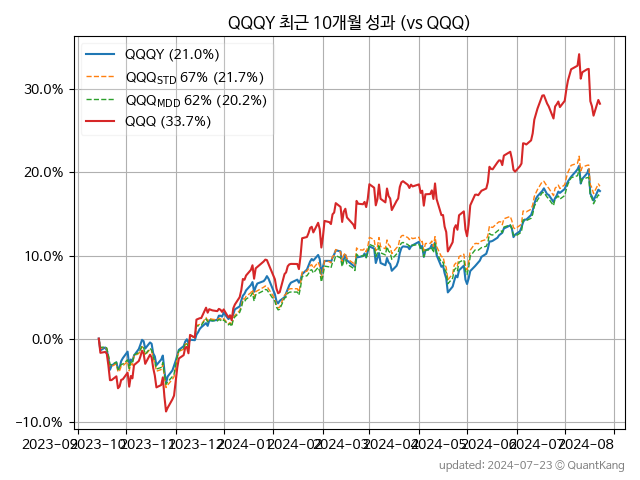 QQQY 최근 10개월 성과 (vs QQQ)
QQQY (21.0%)
QQQSTD 67% (21.7%)
QQQMDD 62% (20.2%)
QQQ (33.7%)
30.0%
20.0%
10.0%
0.0%
−10.0%
2023−09 2023−10 2023−11 2023−12 2024−01 2024−02 2024−03 2024−04 2024−05 2024−06 2024−07 2024−08
updated: 2024-07-23 © QuantKang